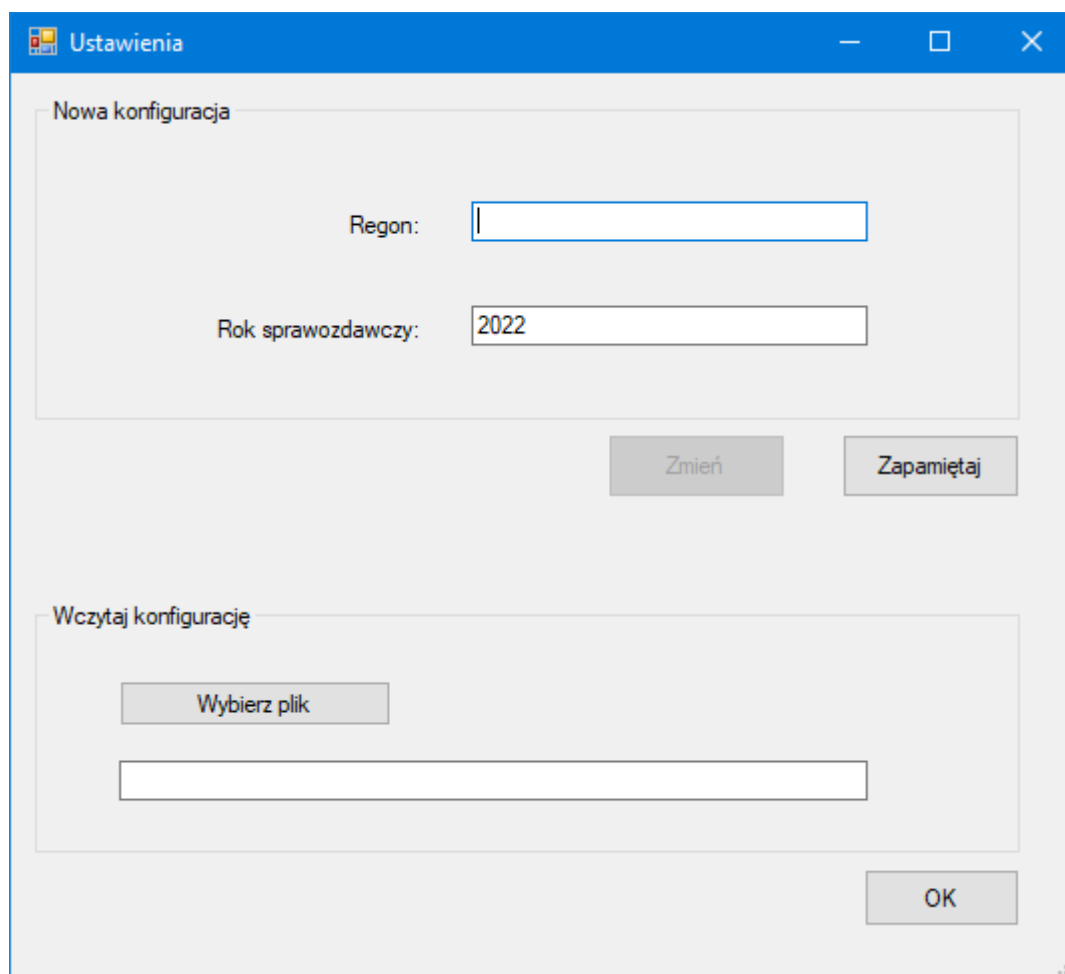 Ustawienia
Nowa konfiguracja
Regon:
Rok sprawozdawczy: 2022
Zmień Zapamiętaj
Wczytaj konfigurację
Wybierz plik
OK